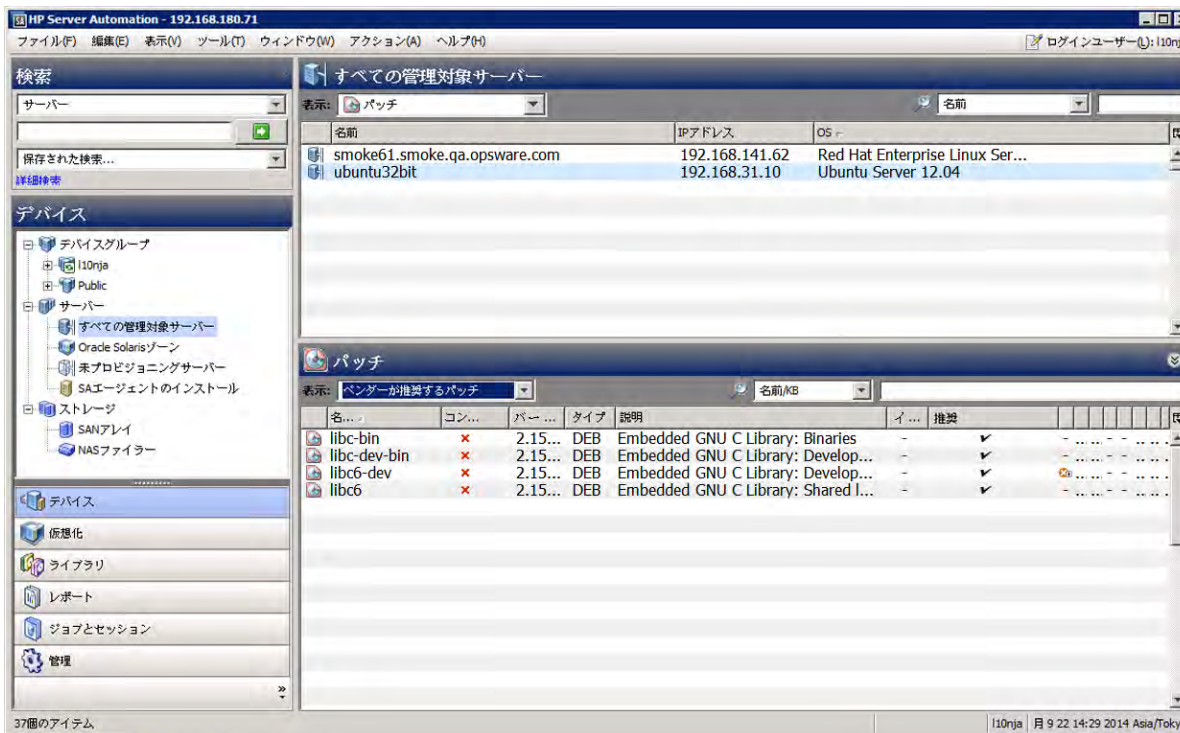 HP Server Automation - 192.168.180.71
ファイル(F) 編集(E) 表示(V) ツール(T) ウィンドウ(W) アクション(A) ヘルプ(H)
ログインユーザー(L): l10nj
検索
サーバー
保存された検索...
詳細検索
デバイス
デバイスグループ
l10nja
Public
サーバー
すべての管理対象サーバー
Oracle Solarisゾーン
未プロビジョニングサーバー
SAエージェントのインストール
ストレージ
SANアレイ
NASファイラー
デバイス
仮想化
ライブラリ
レポート
ジョブとセッション
管理
すべての管理対象サーバー
表示: パッチ 名前
名前 IPアドレス OS
smoke61.smoke.qa.opsware.com 192.168.141.62 Red Hat Enterprise Linux Ser...
ubuntu32bit 192.168.31.10 Ubuntu Server 12.04
パッチ
表示: ベンダーが推奨するパッチ 名前/KB
名... コン... バー... タイプ 説明 イ... 推奨
libc-bin 2.15... DEB Embedded GNU C Library: Binaries -
libc-dev-bin 2.15... DEB Embedded GNU C Library: Develop... -
libc6-dev 2.15... DEB Embedded GNU C Library: Develop... -
libc6 2.15... DEB Embedded GNU C Library: Shared l... -
37個のアイテム
l10nja 月 9 22 14:29 2014 Asia/Toky